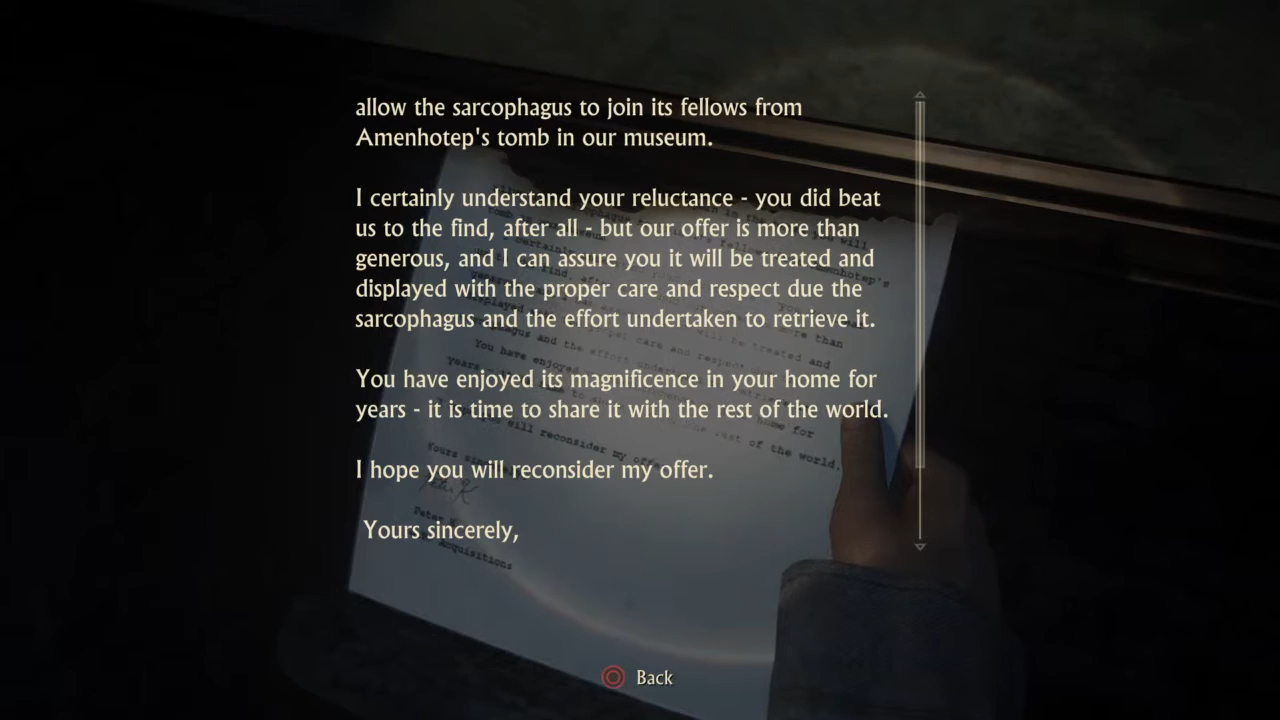 allow the sarcophagus to join its fellows from
Amenhotep's tomb in our museum.
I certainly understand your reluctance - you did beat
us to the find, after all - but our offer is more than
generous, and I can assure you it will be treated and
displayed with the proper care and respect due the
sarcophagus and the effort undertaken to retrieve it.
You have enjoyed its magnificence in your home for
years - it is time to share it with the rest of the world.
I hope you will reconsider my offer.
Yours sincerely,
Back